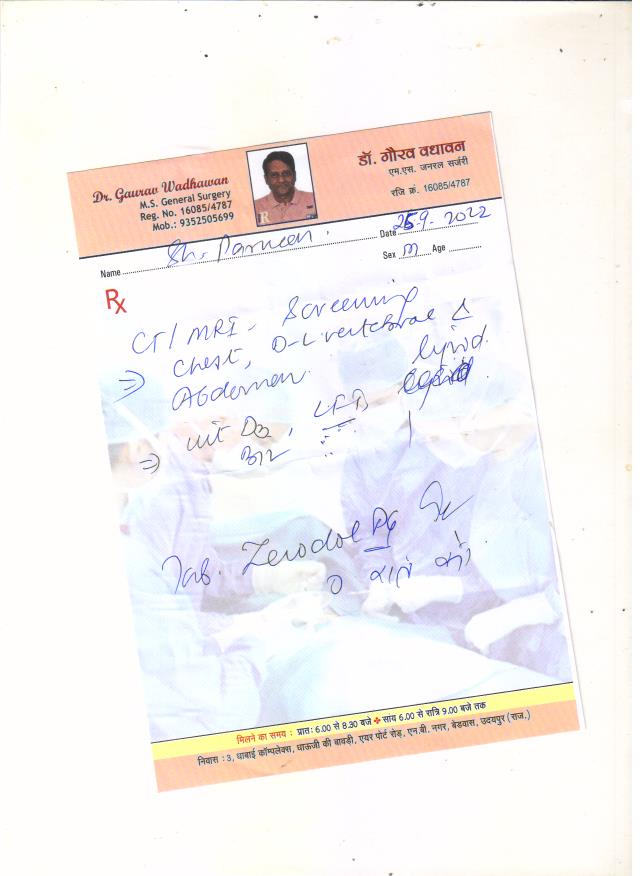 Dr. Gaurav Wadhawan
M.S. General Surgery
Reg. No. 16085/4787
Mob.: 9352505699
डॉ. गौरव वधावन
एम.एस. जनरल सर्जरी
रजि क्रं. 16085/4787
Name Sh. Parveen.
Date 25-9-2022
Sex m Age
Rx
CT/MRI - Screening
⇒ Chest, D-L vertebrae &
Abdomen.
⇒ vit D3, LFT lipid
B12
Tab. Zerodol
मिलने का समय : प्रातः 6.00 से 8.30 बजे ✤ सांय 6.00 से रात्रि 9.00 बजे तक
निवास : 3, धाबाई कॉम्पलेक्स, धाऊजी की बावड़ी, एयर पोर्ट रोड़, एन.बी. नगर, बेडवास, उदयपुर (राज.)